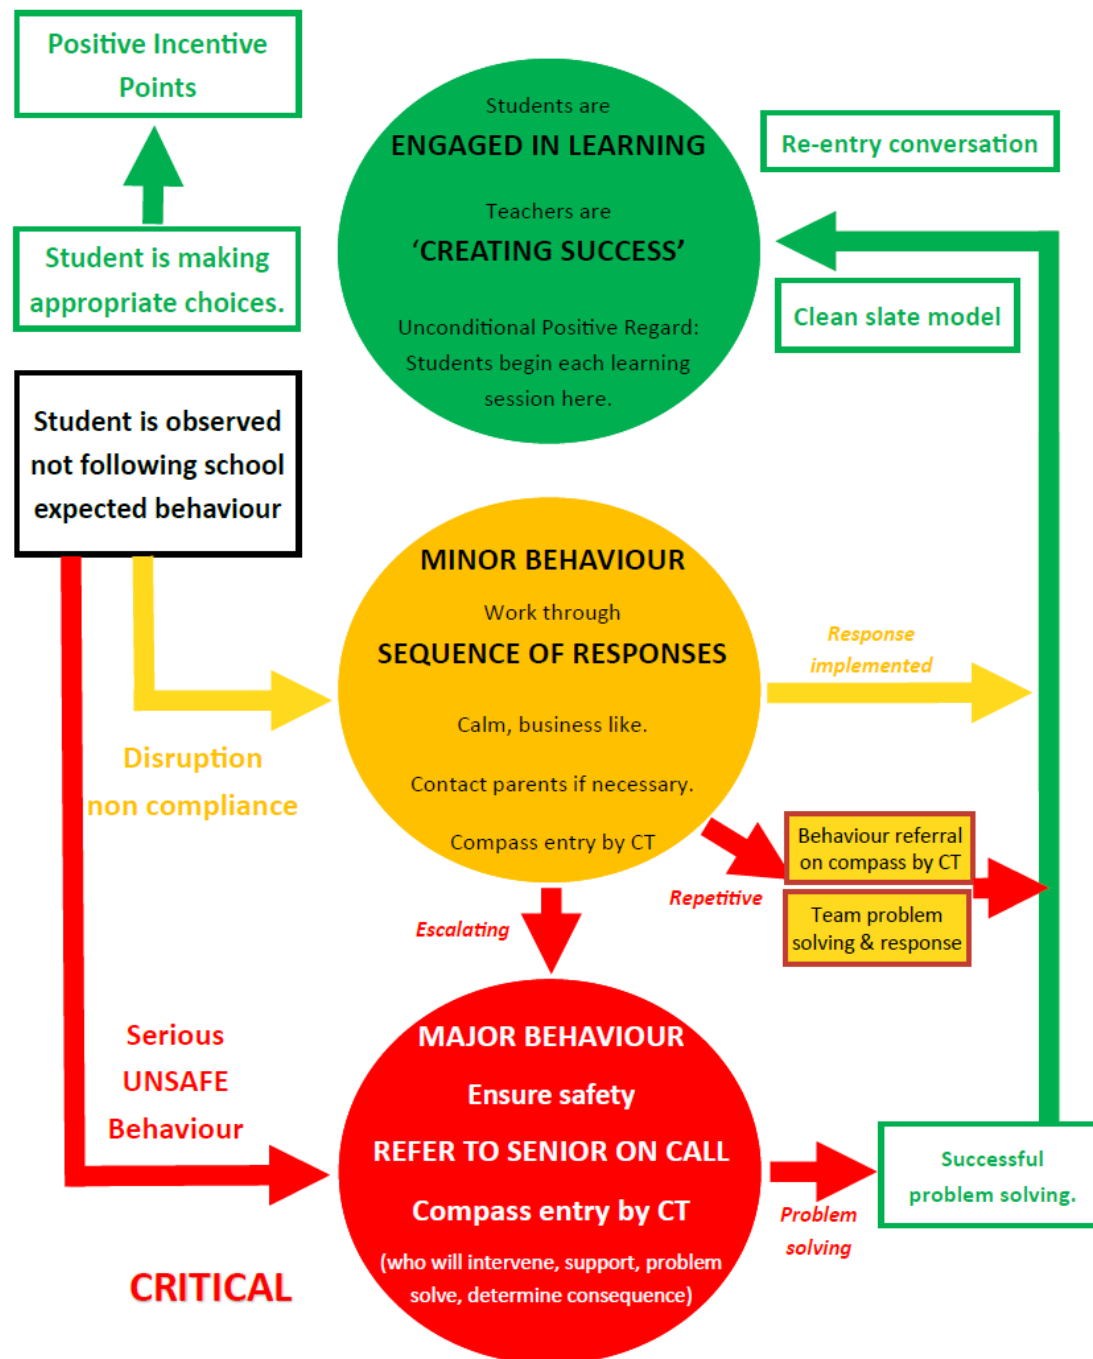 Positive Incentive
Points
Student is making
appropriate choices.
Students are
ENGAGED IN LEARNING
Teachers are
‘CREATING SUCCESS’
Unconditional Positive Regard:
Students begin each learning
session here.
Re-entry conversation
Clean slate model
Student is observed
not following school
expected behaviour
Disruption
non compliance
MINOR BEHAVIOUR
Work through
SEQUENCE OF RESPONSES
Calm, business like.
Contact parents if necessary.
Compass entry by CT
Response
implemented
Repetitive
Behaviour referral
on compass by CT
Team problem
solving & response
Escalating
Serious
UNSAFE
Behaviour
CRITICAL
MAJOR BEHAVIOUR
Ensure safety
REFER TO SENIOR ON CALL
Compass entry by CT
(who will intervene, support, problem
solve, determine consequence)
Problem
solving
Successful
problem solving.